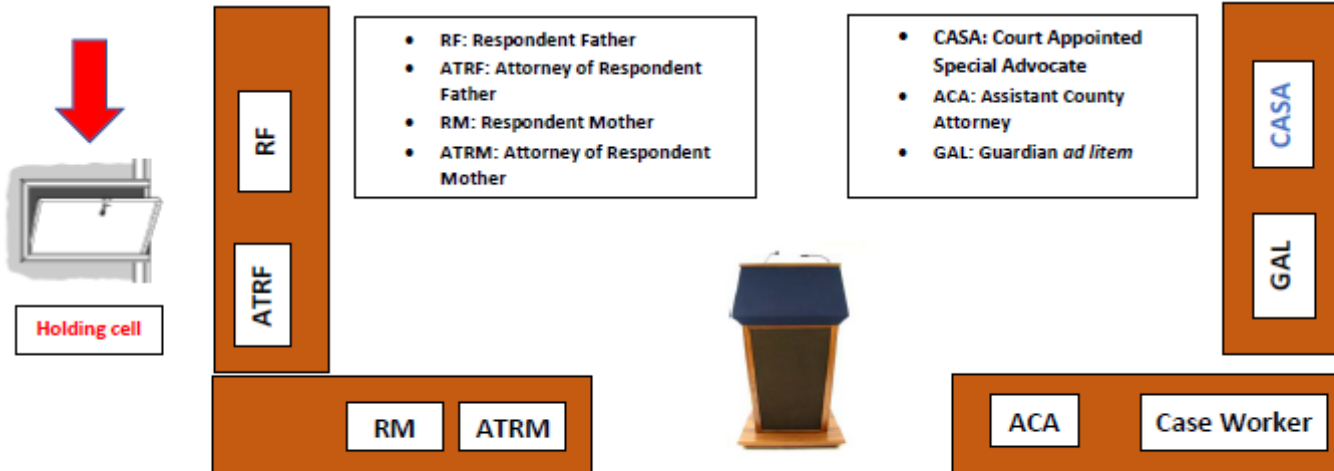 • RF: Respondent Father
• ATRF: Attorney of Respondent
Father
• RM: Respondent Mother
• ATRM: Attorney of Respondent
Mother
• CASA: Court Appointed
Special Advocate
• ACA: Assistant County
Attorney
• GAL: Guardian ad litem
RF
ATRF
Holding cell
RM
ATRM
CASA
GAL
ACA
Case Worker